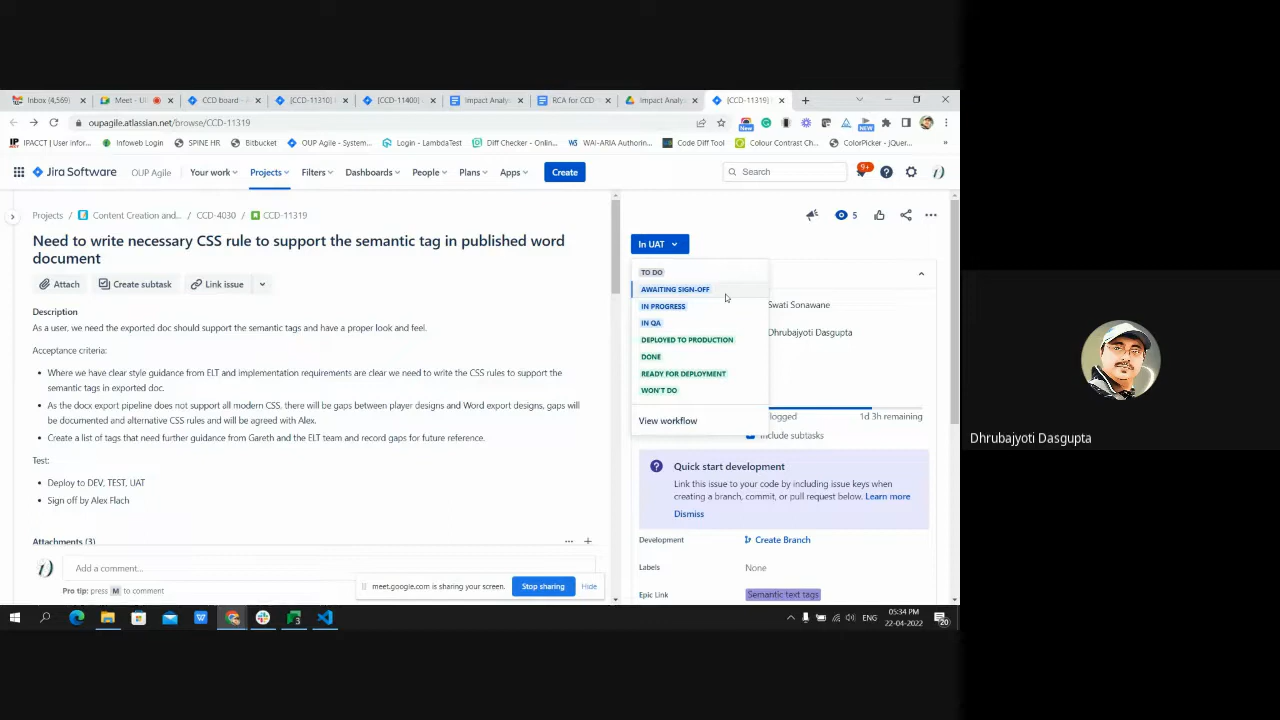 Inbox (4,569)
Meet - U
CCD board -
[CCD-11310]
[CCD-11400]
Impact Analy
RCA for CCD
Impact Analy
[CCD-11319]
oupagile.atlassian.net/browse/CCD-11319
IPACCT | User Infor...
Infoweb Login
SPINE HR
Bitbucket
OUP Agile - System...
Login - LambdaTest
Diff Checker - Onlin...
WAI-ARIA Authorin...
Code Diff Tool
Colour Contrast Ch...
ColorPicker - jQuer...
Jira Software
OUP Agile
Your work
Projects
Filters
Dashboards
People
Plans
Apps
Create
Search
9+
Projects / Content Creation and... / CCD-4030 / CCD-11319
5
Need to write necessary CSS rule to support the semantic tag in published word
document
Attach
Create subtask
Link issue
Description
As a user, we need the exported doc should support the semantic tags and have a proper look and feel.
Acceptance criteria:
Where we have clear style guidance from ELT and implementation requirements are clear we need to write the CSS rules to support the
semantic tags in exported doc.
As the docx export pipeline does not support all modern CSS, there will be gaps between player designs and Word export designs, gaps will
be documented and alternative CSS rules and will be agreed with Alex.
Create a list of tags that need further guidance from Gareth and the ELT team and record gaps for future reference.
Test:
Deploy to DEV, TEST, UAT
Sign off by Alex Flach
Attachments (3)
Add a comment...
Pro tip: press M to comment
In UAT
TO DO
AWAITING SIGN-OFF
IN PROGRESS
IN QA
DEPLOYED TO PRODUCTION
DONE
READY FOR DEPLOYMENT
WON'T DO
View workflow
Swati Sonawane
Dhrubajyoti Dasgupta
logged
1d 3h remaining
Include subtasks
Quick start development
Link this issue to your code by including issue keys when
creating a branch, commit, or pull request below. Learn more
Dismiss
Development
Create Branch
Labels
None
Epic Link
Semantic text tags
meet.google.com is sharing your screen.
Stop sharing
Hide
ENG
05:34 PM
22-04-2022
20
Dhrubajyoti Dasgupta